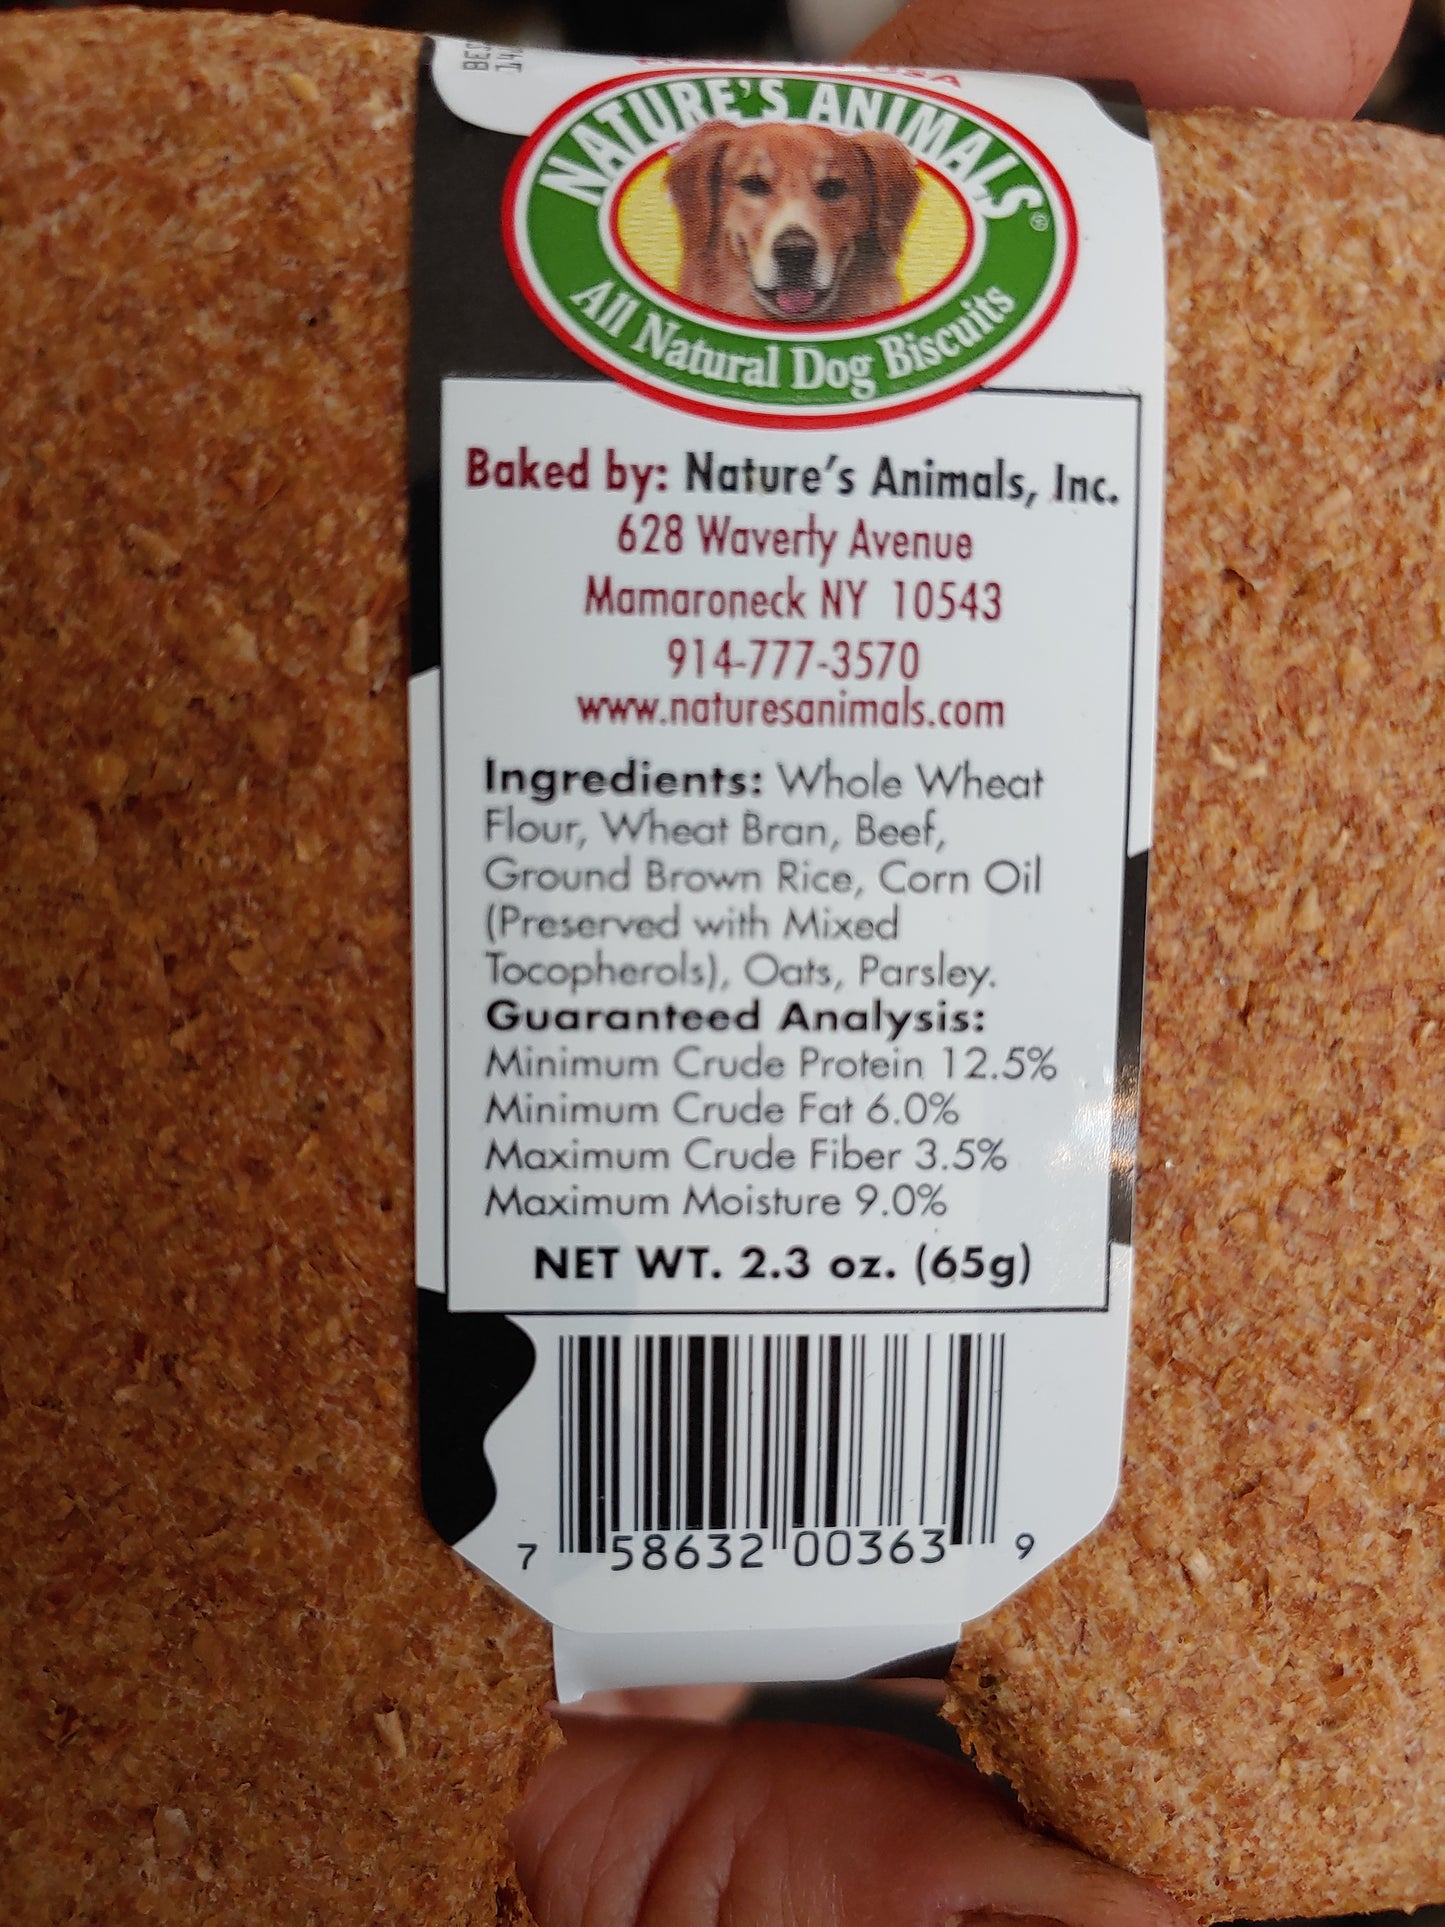 NATURE'S ANIMALS®
All Natural Dog Biscuits
Baked by: Nature's Animals, Inc.
628 Waverly Avenue
Mamaroneck NY 10543
914-777-3570
www.naturesanimals.com
Ingredients: Whole Wheat
Flour, Wheat Bran, Beef,
Ground Brown Rice, Corn Oil
(Preserved with Mixed
Tocopherols), Oats, Parsley.
Guaranteed Analysis:
Minimum Crude Protein 12.5%
Minimum Crude Fat 6.0%
Maximum Crude Fiber 3.5%
Maximum Moisture 9.0%
NET WT. 2.3 oz. (65g)
7 58632 00363 9